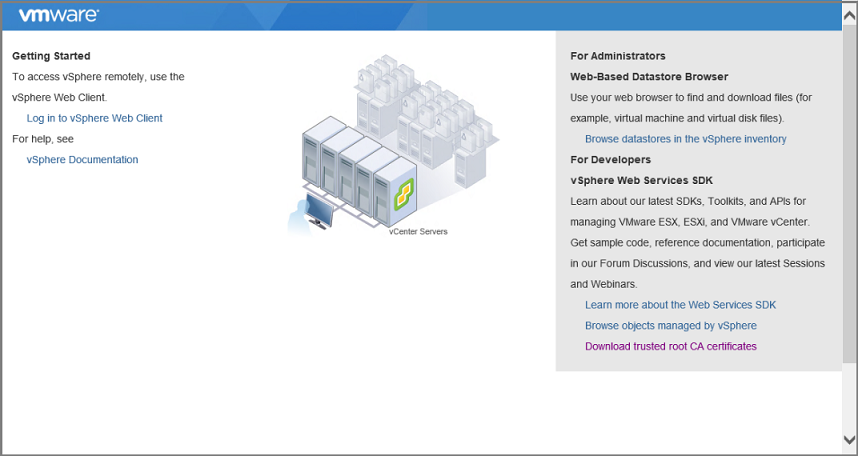 vmware
Getting Started
To access vSphere remotely, use the
vSphere Web Client.
Log in to vSphere Web Client
For help, see
vSphere Documentation
vCenter Servers
For Administrators
Web-Based Datastore Browser
Use your web browser to find and download files (for
example, virtual machine and virtual disk files).
Browse datastores in the vSphere inventory
For Developers
vSphere Web Services SDK
Learn about our latest SDKs, Toolkits, and APIs for
managing VMware ESX, ESXi, and VMware vCenter.
Get sample code, reference documentation, participate
in our Forum Discussions, and view our latest Sessions
and Webinars.
Learn more about the Web Services SDK
Browse objects managed by vSphere
Download trusted root CA certificates